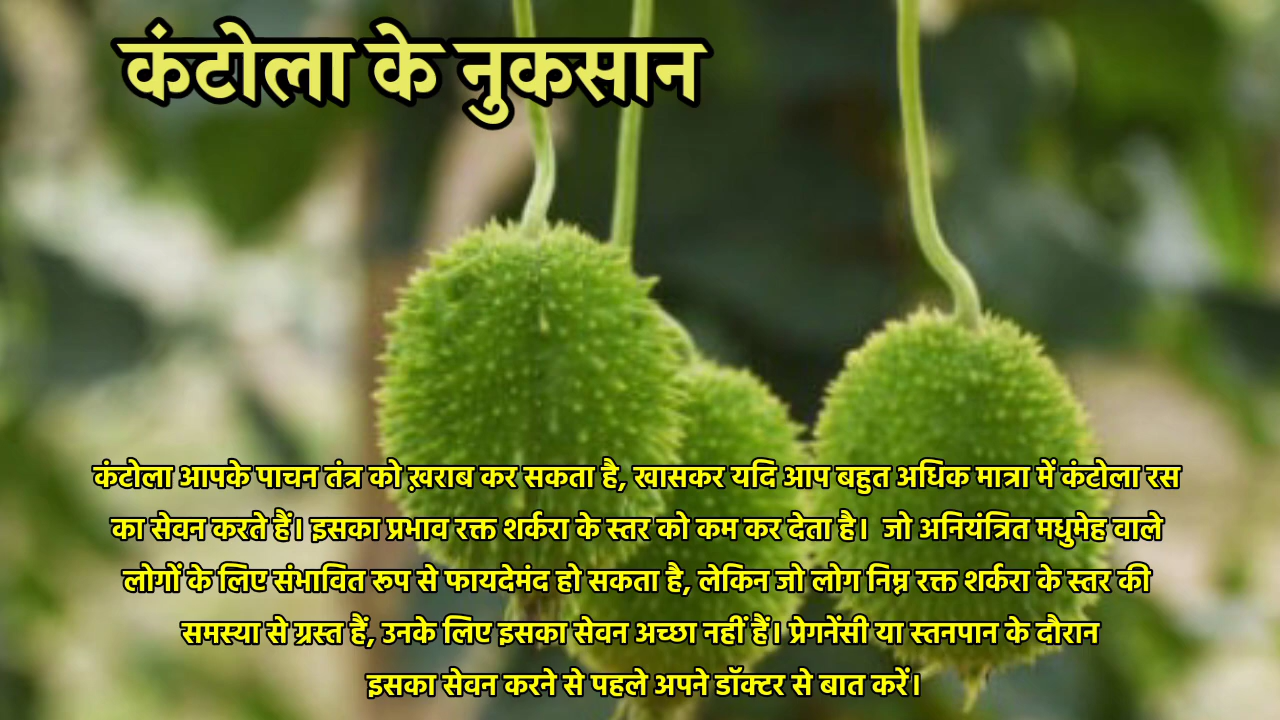 कंटोला के नुकसान
कंटोला आपके पाचन तंत्र को ख़राब कर सकता है, खासकर यदि आप बहुत अधिक मात्रा में कंटोला रस
का सेवन करते हैं। इसका प्रभाव रक्त शर्करा के स्तर को कम कर देता है। जो अनियंत्रित मधुमेह वाले
लोगों के लिए संभावित रूप से फायदेमंद हो सकता है, लेकिन जो लोग निम्न रक्त शर्करा के स्तर की
समस्या से ग्रस्त हैं, उनके लिए इसका सेवन अच्छा नहीं हैं। प्रेगनेंसी या स्तनपान के दौरान
इसका सेवन करने से पहले अपने डॉक्टर से बात करें।